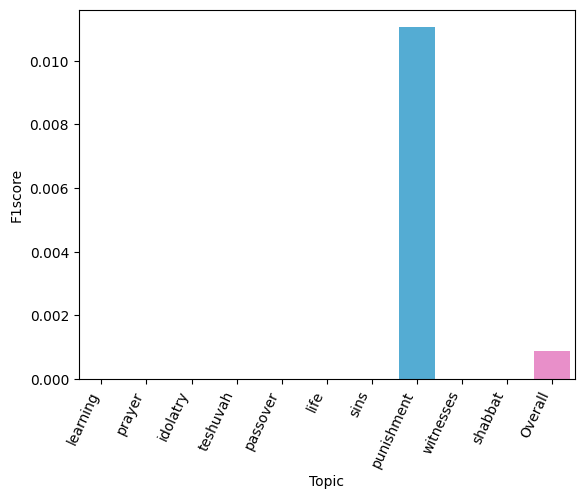 0.010
0.008
0.006
0.004
0.002
0.000
F1score
learning
prayer
idolatry
teshuvah
passover
life
sins
punishment
witnesses
shabbat
Overall
Topic